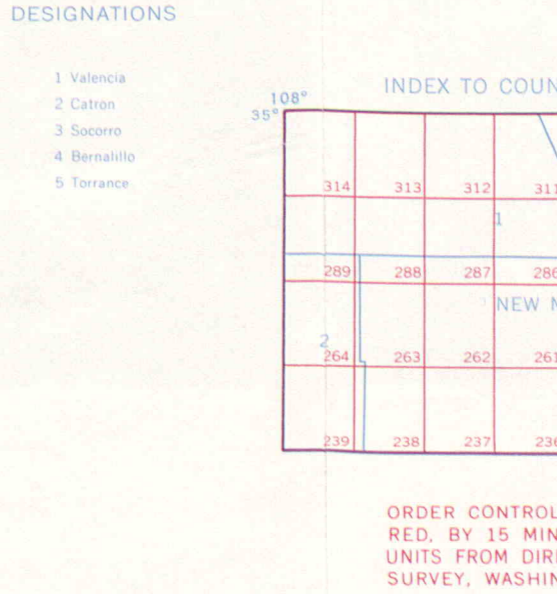 DESIGNATIONS
1 Valencia
2 Catron
3 Socorro
4 Bernalillo
5 Torrance
INDEX TO COUN
108°
35°
314 313 312 311
1
289 288 287 286
NEW M
2
264 263 262 261
239 238 237 236
ORDER CONTROL
RED, BY 15 MIN
UNITS FROM DIR
SURVEY, WASHIN